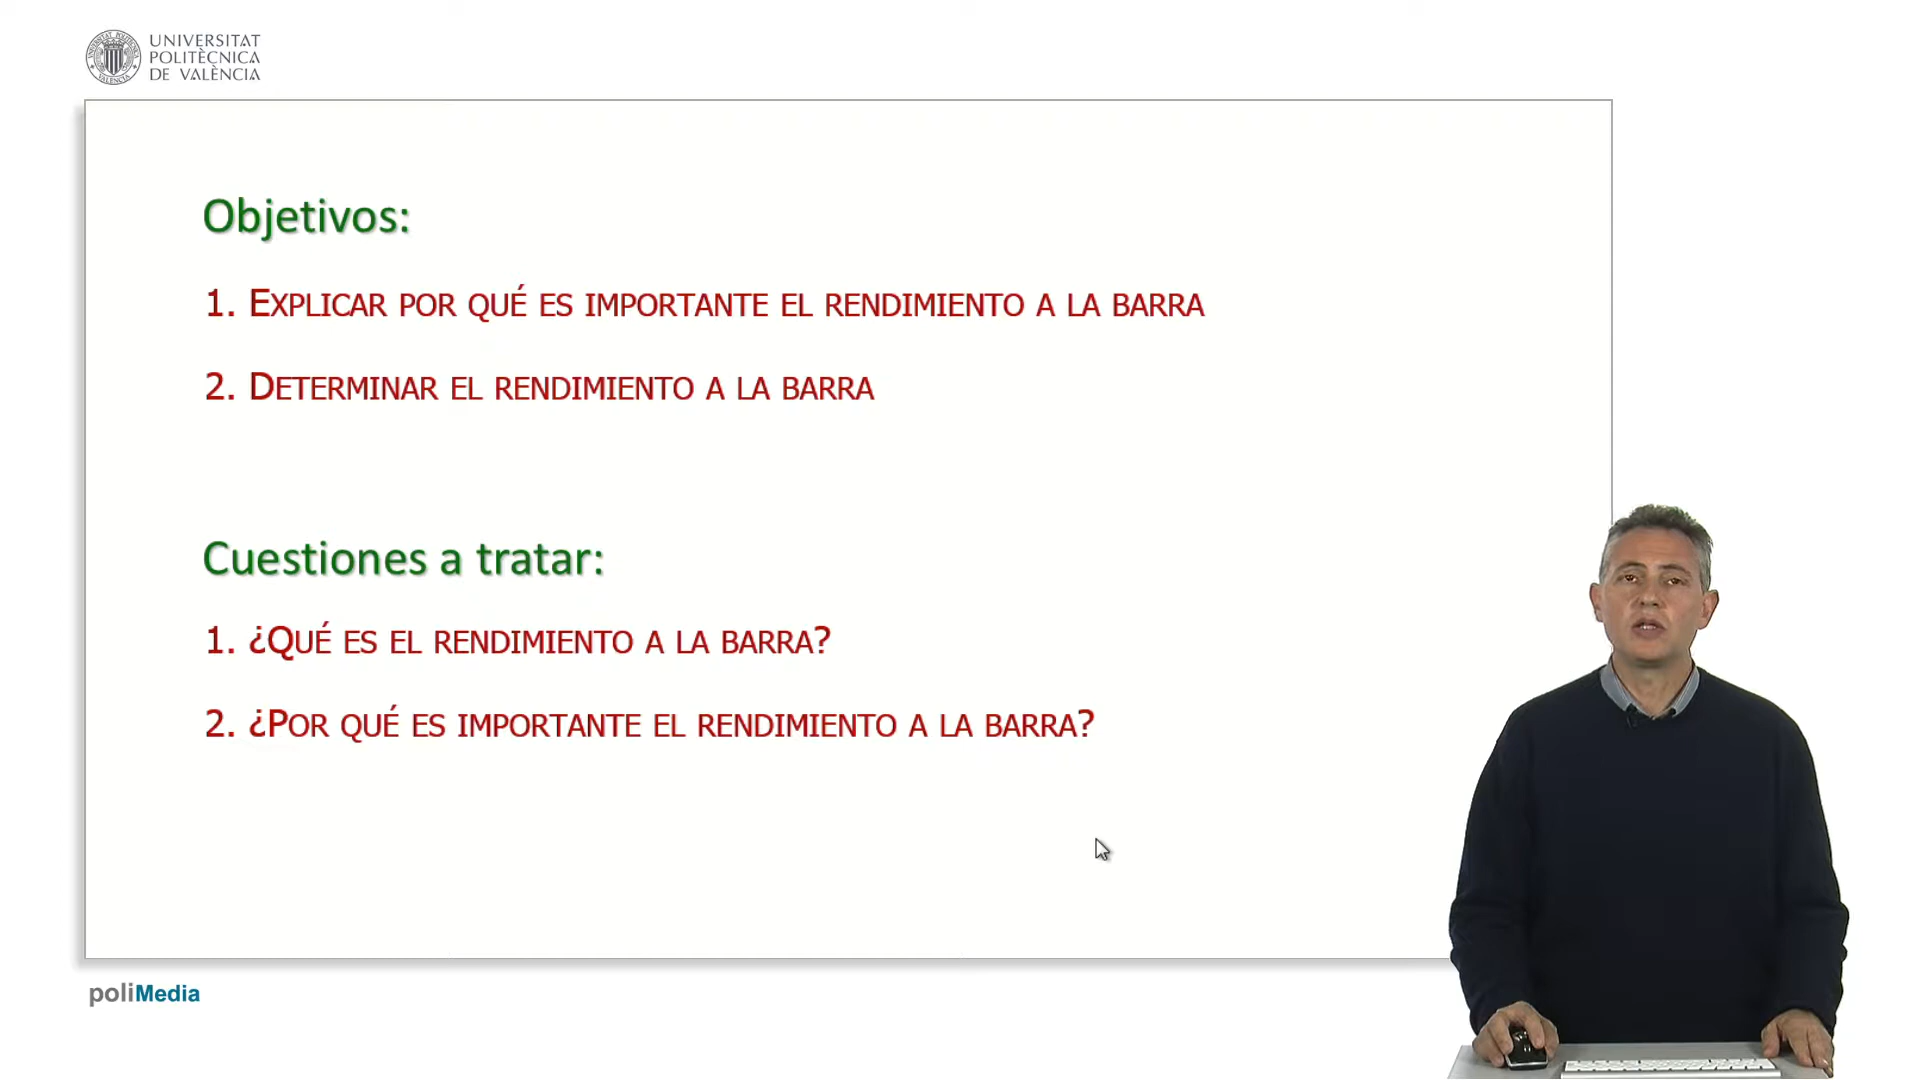 UNIVERSITAT
POLITÈCNICA
DE VALÈNCIA
Objetivos:
1. EXPLICAR POR QUÉ ES IMPORTANTE EL RENDIMIENTO A LA BARRA
2. DETERMINAR EL RENDIMIENTO A LA BARRA
Cuestiones a tratar:
1. ¿QUÉ ES EL RENDIMIENTO A LA BARRA?
2. ¿POR QUÉ ES IMPORTANTE EL RENDIMIENTO A LA BARRA?
poliMedia